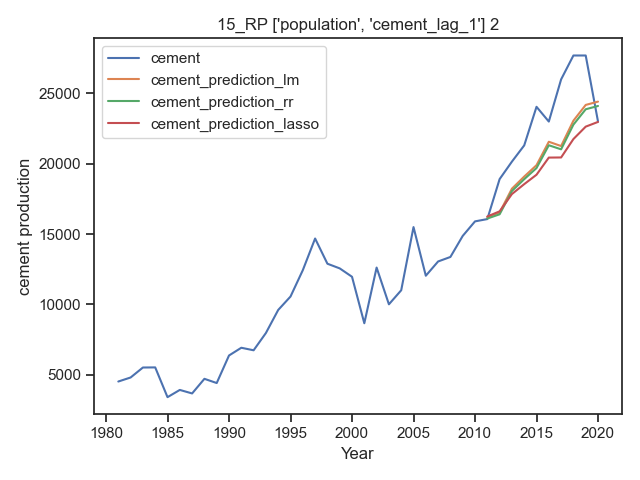 15_RP ['population', 'cement_lag_1'] 2
cement
cement_prediction_lm
cement_prediction_rr
cement_prediction_lasso
cement production
25000
20000
15000
10000
5000
1980 1985 1990 1995 2000 2005 2010 2015 2020
Year